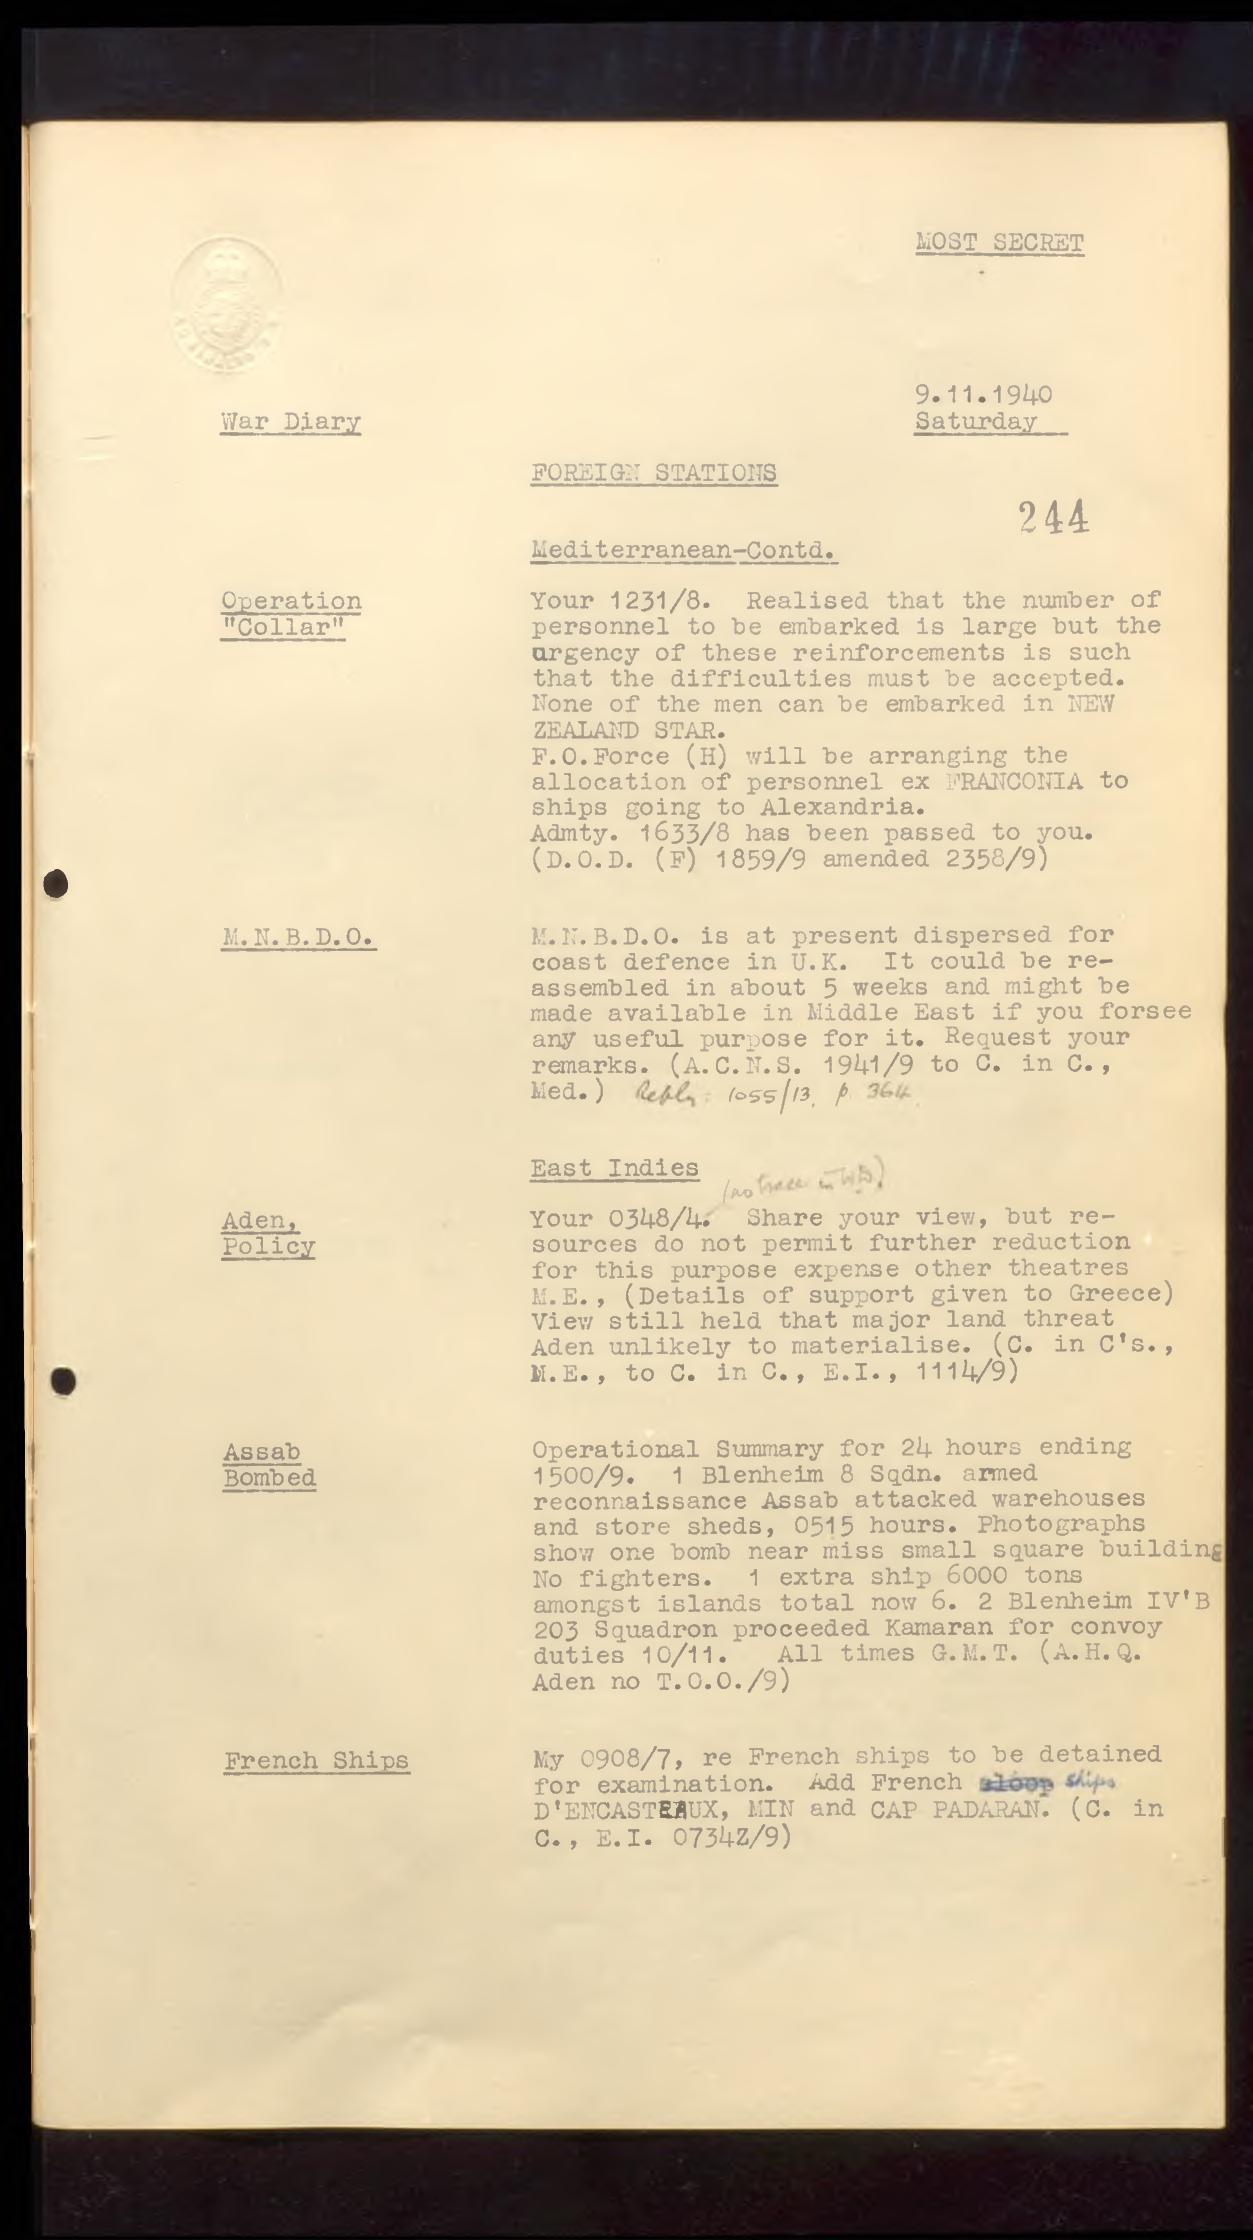 MOST SECRET
9.11.1940
War Diary
Saturday
FOREIGN STATIONS
244
Mediterranean-Contd.
Operation
"Collar"
Your 1231/8. Realised that the number of
personnel to be embarked is large but the
urgency of these reinforcements is such
that the difficulties must be accepted.
None of the men can be embarked in NEW
ZEALAND STAR.
F.O.Force (H) will be arranging the
allocation of personnel ex FRANCONIA to
ships going to Alexandria.
Admty. 1633/8 has been passed to you.
(D.O.D. (F) 1859/9 amended 2358/9)
M.N.B.D.O.
M.N.B.D.O. is at present dispersed for
coast defence in U.K. It could be re-
assembled in about 5 weeks and might be
made available in Middle East if you forsee
any useful purpose for it. Request your
remarks. (A.C.N.S. 1941/9 to C. in C.,
Med.) Reply: 1055/13. p. 364.
East Indies
(no trace in WD)
Aden,
Policy
Your 0348/4. Share your view, but re-
sources do not permit further reduction
for this purpose expense other theatres
M.E., (Details of support given to Greece)
View still held that major land threat
Aden unlikely to materialise. (C. in C's.,
M.E., to C. in C., E.I., 1114/9)
Assab
Bombed
Operational Summary for 24 hours ending
1500/9. 1 Blenheim 8 Sqdn. armed
reconnaissance Assab attacked warehouses
and store sheds, 0515 hours. Photographs
show one bomb near miss small square building
No fighters. 1 extra ship 6000 tons
amongst islands total now 6. 2 Blenheim IV'B
203 Squadron proceeded Kamaran for convoy
duties 10/11. All times G.M.T. (A.H.Q.
Aden no T.O.O./9)
French Ships
My 0908/7, re French ships to be detained
for examination. Add French sloop ships
D'ENCASTEAUX, MIN and CAP PADARAN. (C. in
C., E.I. 0734Z/9)